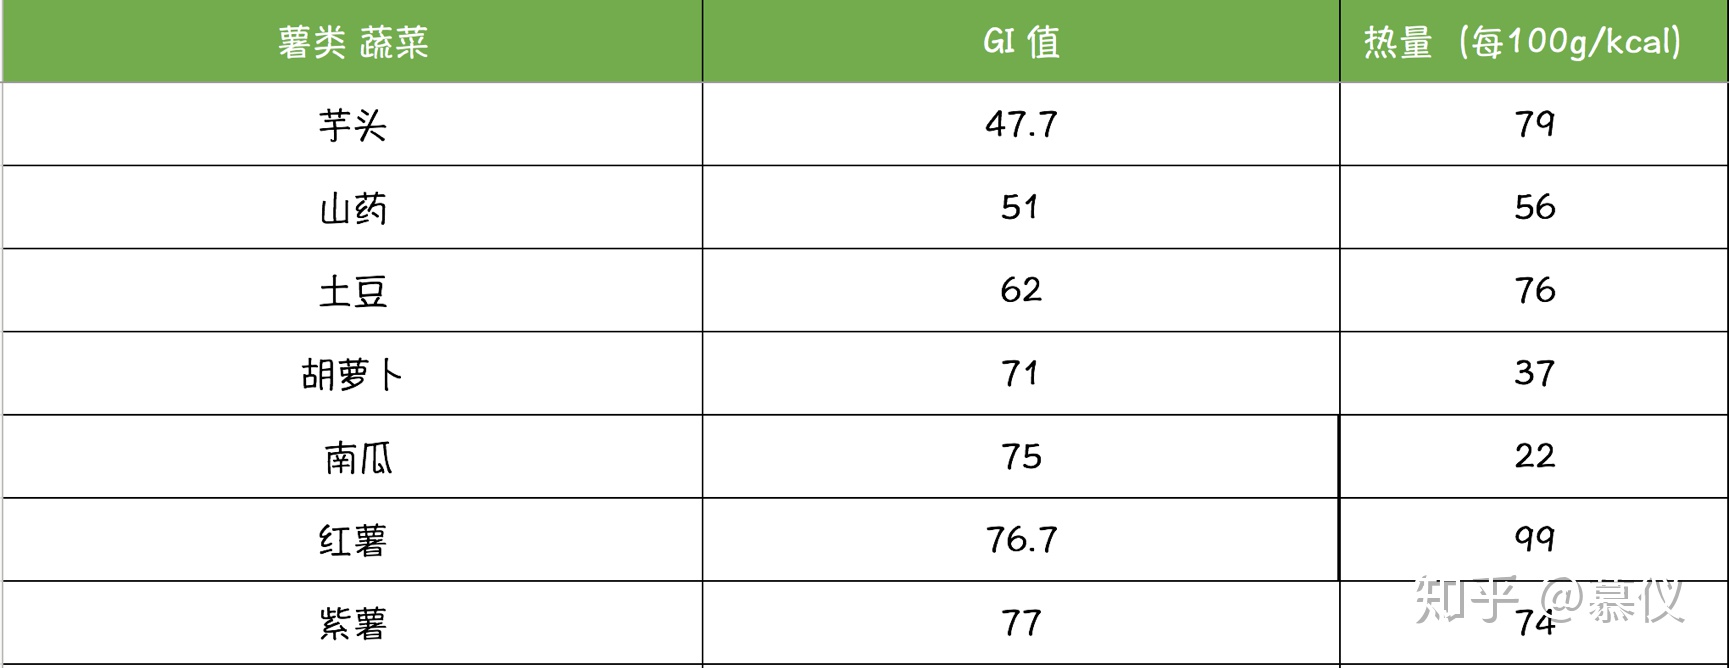 薯类 蔬菜 GI 值 热量 (每100g/kcal)
芋头 47.7 79
山药 51 56
土豆 62 76
胡萝卜 71 37
南瓜 75 22
红薯 76.7 99
紫薯 77 74
知乎 @慕仪